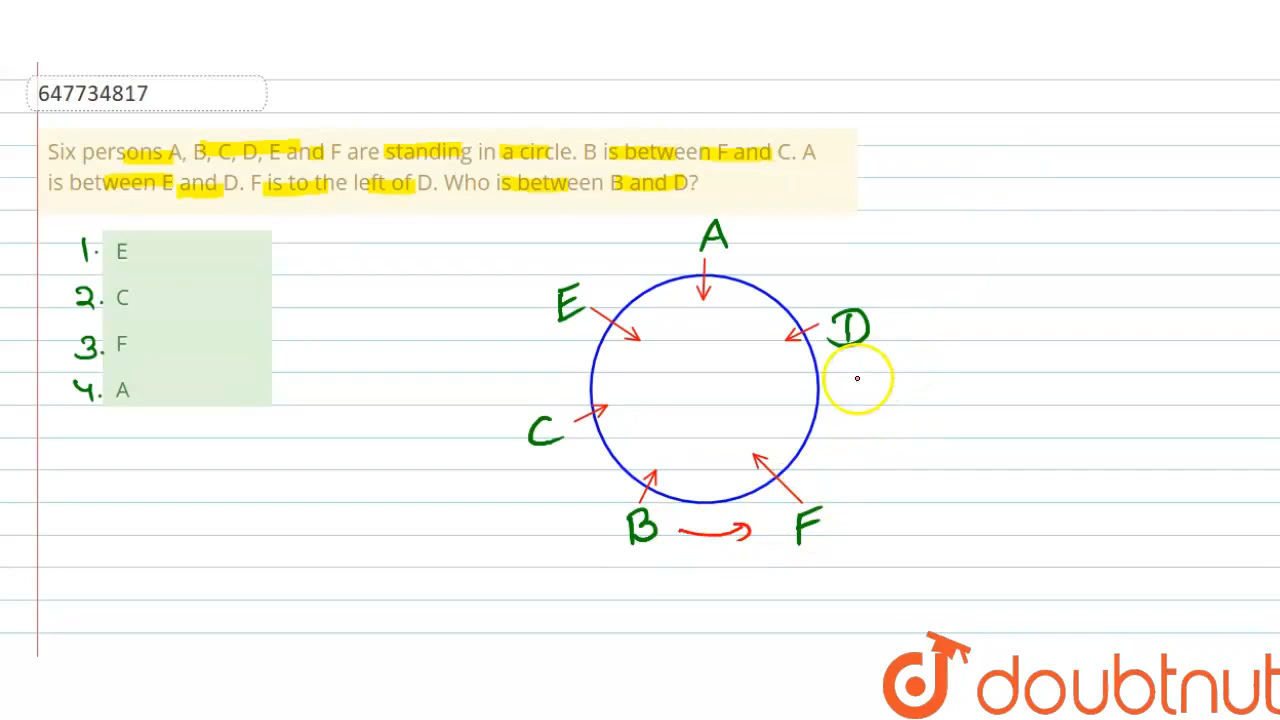 647734817
Six persons A, B, C, D, E and F are standing in a circle. B is between F and C. A
is between E and D. F is to the left of D. Who is between B and D?
1. E
2. C
3. F
4. A
A
E
D
C
B
F
doubtnut